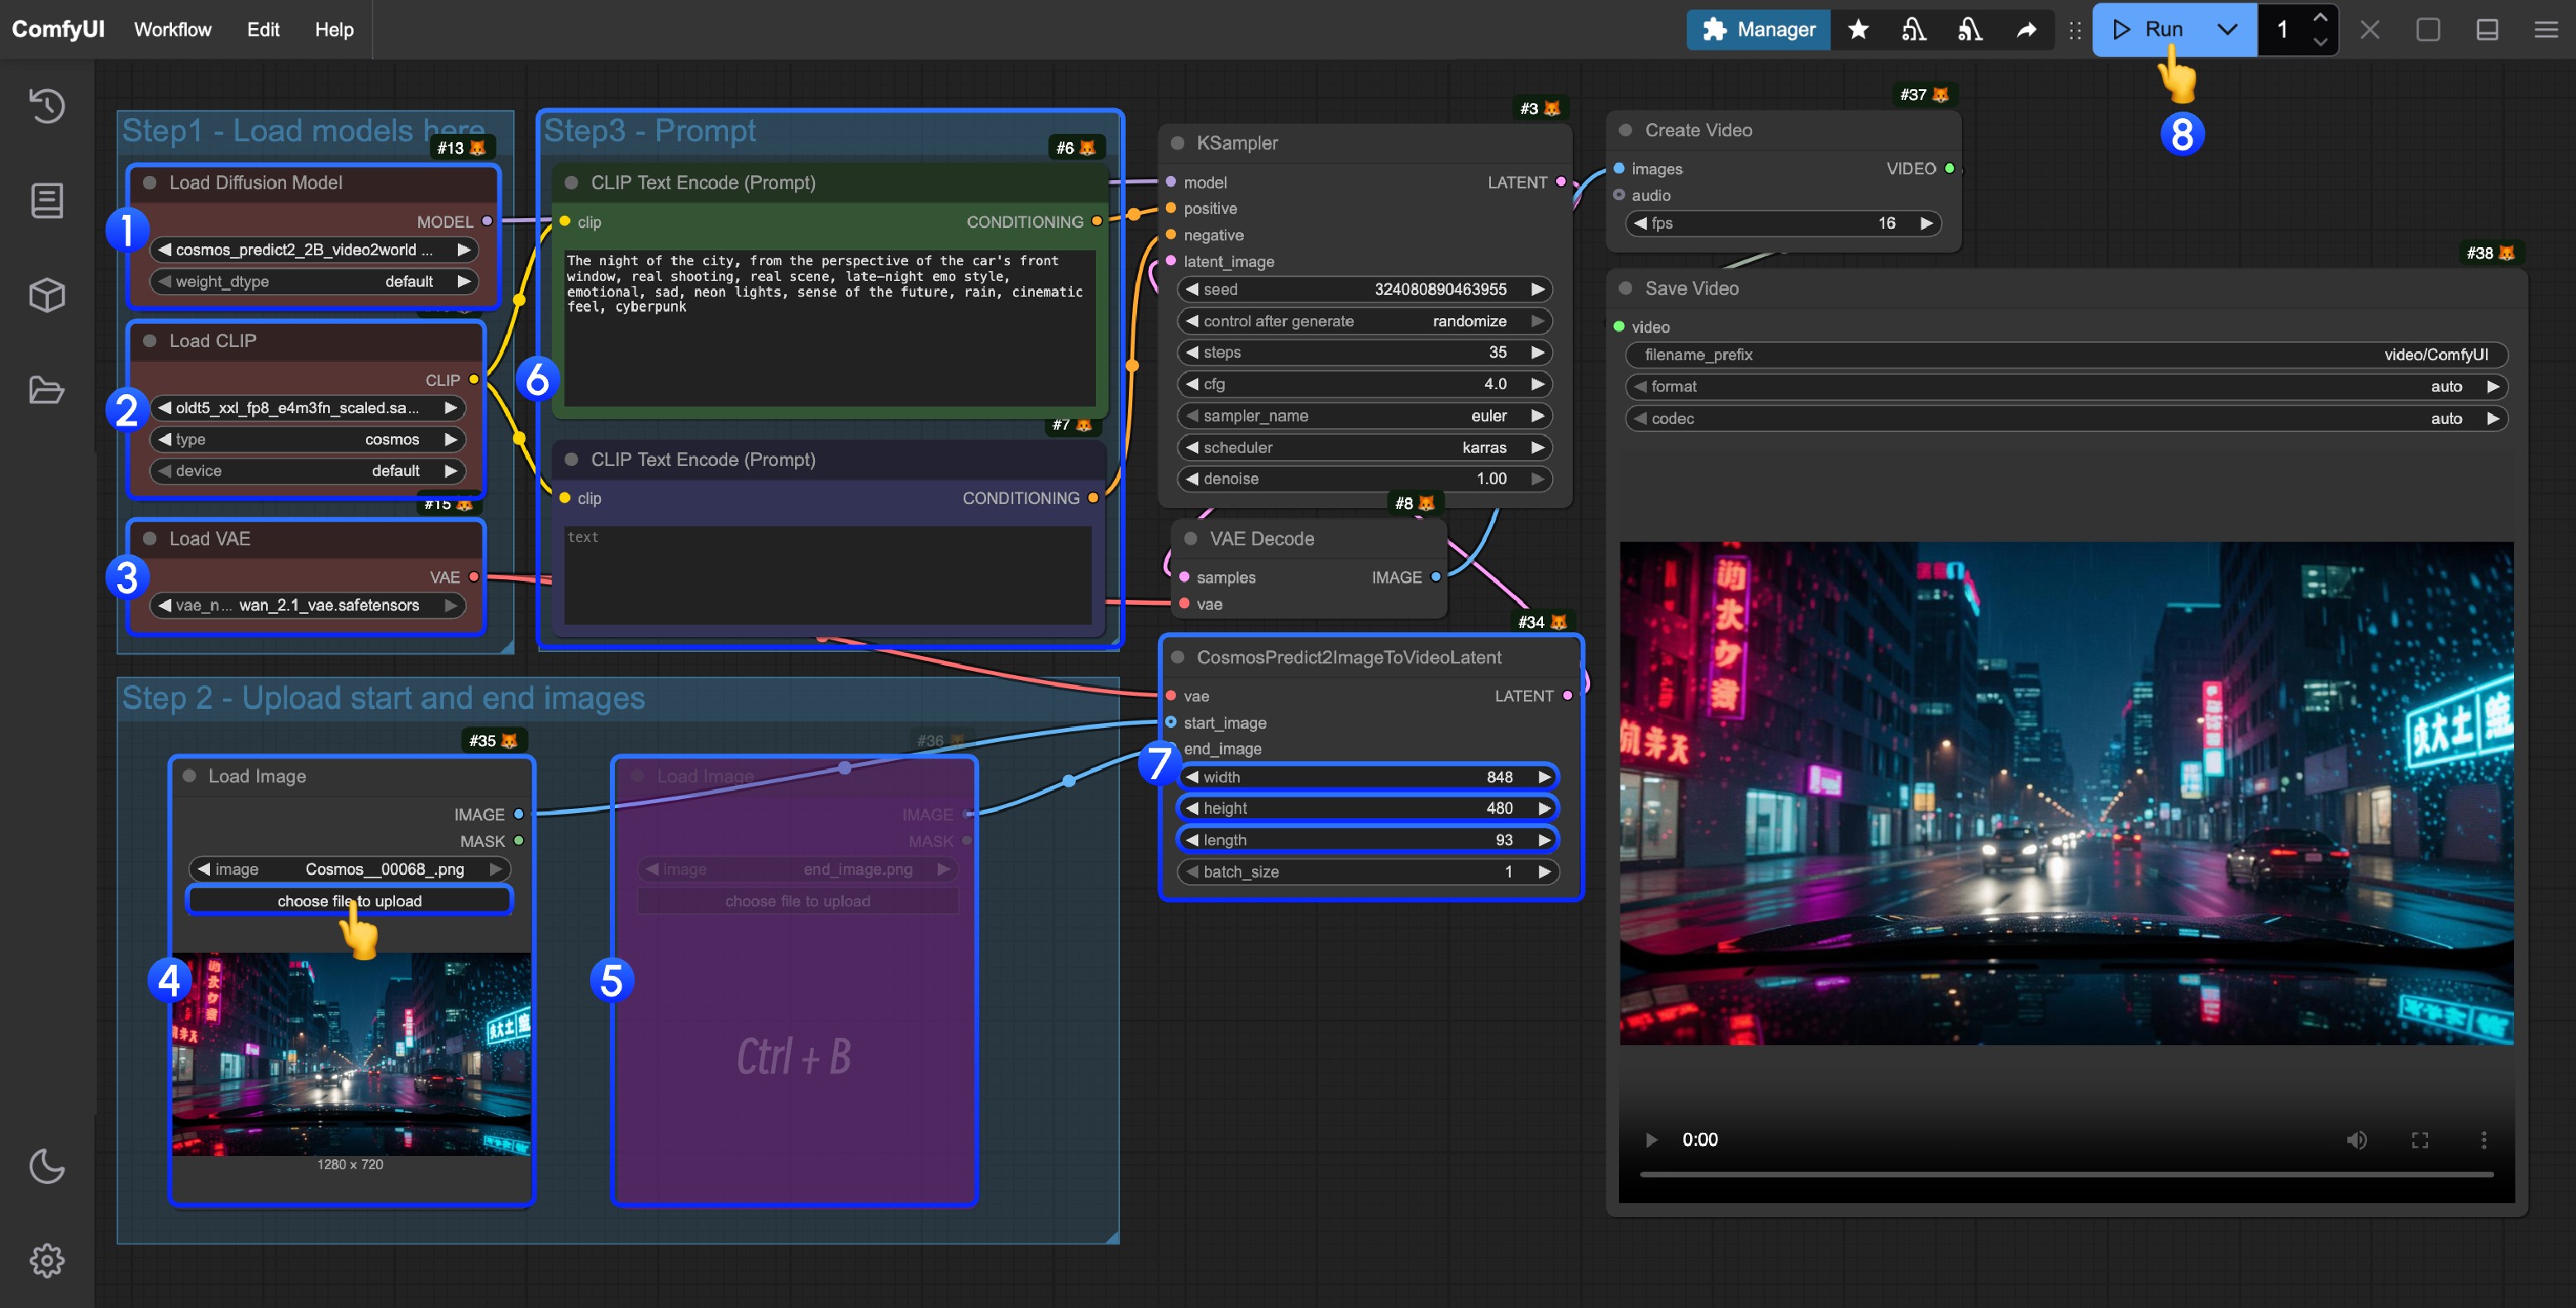 ComfyUI Workflow Edit Help
Manager Run 1
8
Step1 - Load models here
#13
Load Diffusion Model
MODEL
1
cosmos_predict2_2B_video2world ...
weight_dtype default
Load CLIP
CLIP
2
oldt5_xxl_fp8_e4m3fn_scaled.sa...
type cosmos
device default
#15
Load VAE
VAE
3
vae_n... wan_2.1_vae.safetensors
Step3 - Prompt
#6
CLIP Text Encode (Prompt)
clip CONDITIONING
The night of the city, from the perspective of the car's front
window, real shooting, real scene, late-night emo style,
emotional, sad, neon lights, sense of the future, rain, cinematic
feel, cyberpunk
6
#7
CLIP Text Encode (Prompt)
clip CONDITIONING
text
Step 2 - Upload start and end images
#35
Load Image
IMAGE
MASK
image Cosmos__00068_.png
choose file to upload
4
1280 x 720
#36
Load Image
IMAGE
MASK
image end_image.png
choose file to upload
5
Ctrl + B
#3
KSampler
model LATENT
positive
negative
latent_image
seed 324080890463955
control after generate randomize
steps 35
cfg 4.0
sampler_name euler
scheduler karras
denoise 1.00
#8
VAE Decode
samples IMAGE
vae
#34
CosmosPredict2ImageToVideoLatent
vae LATENT
start_image
end_image
7
width 848
height 480
length 93
batch_size 1
#37
Create Video
images VIDEO
audio
fps 16
#38
Save Video
video
filename_prefix video/ComfyUI
format auto
codec auto
0:00